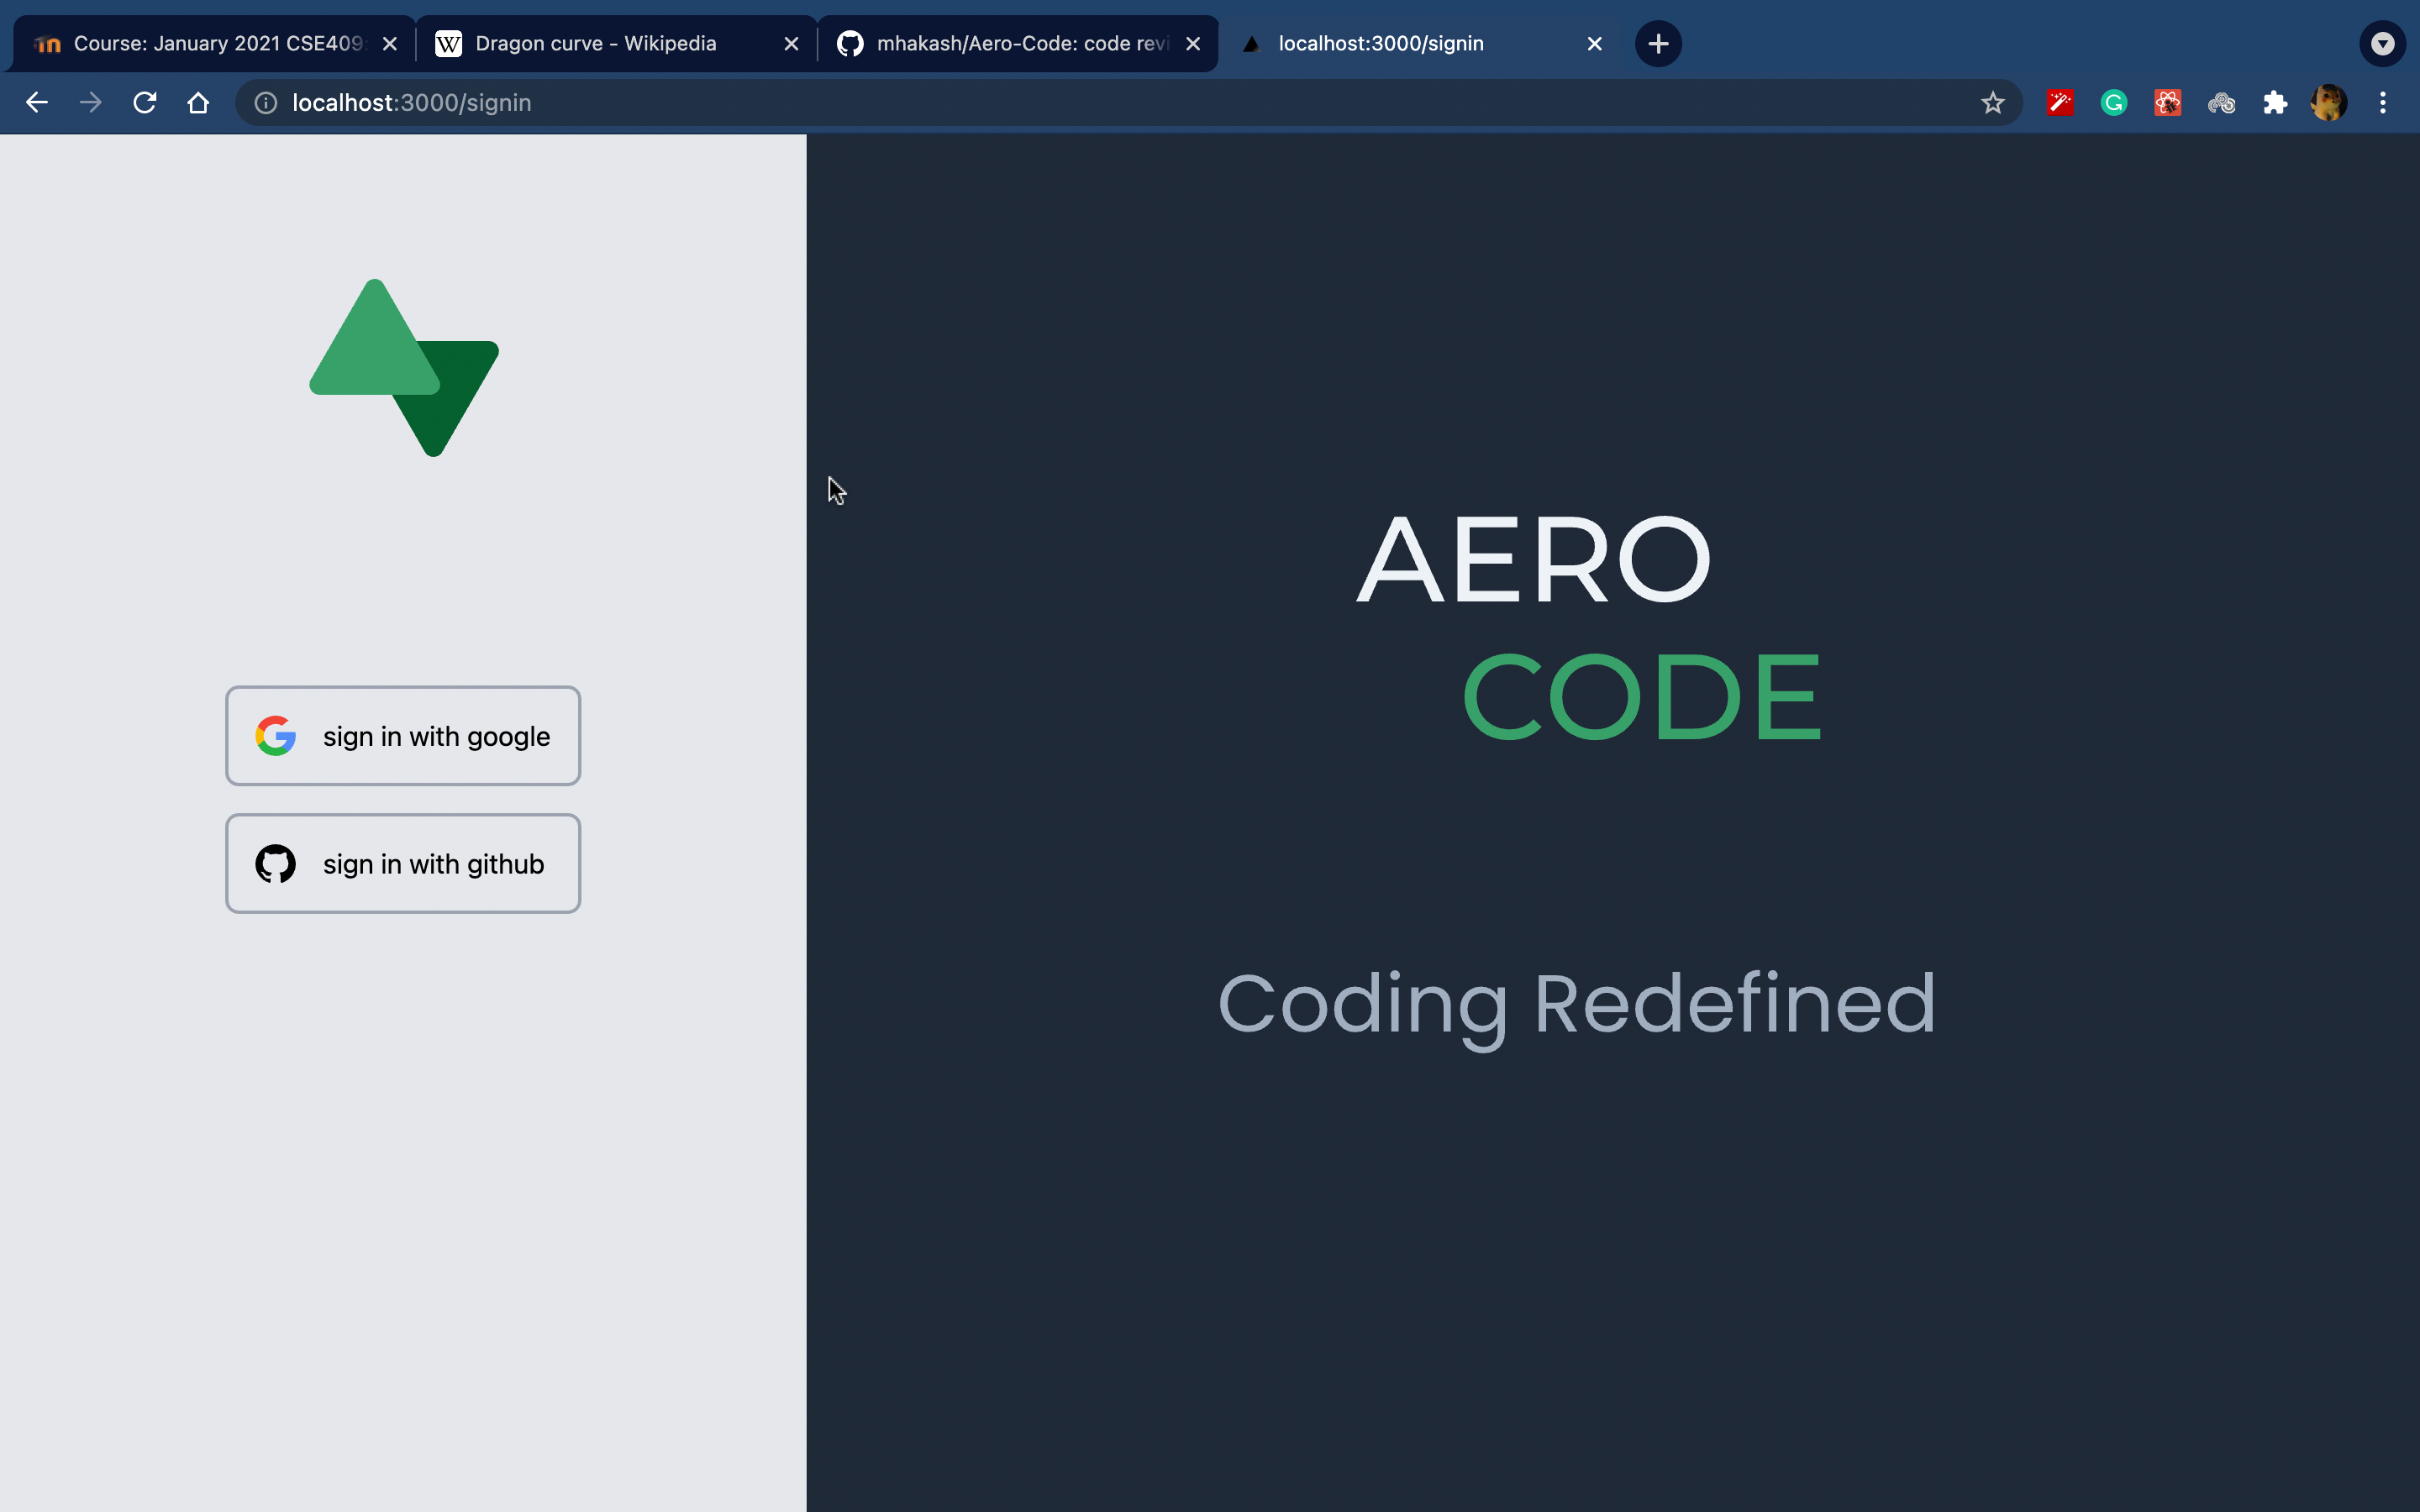 Course: January 2021 CSE409
Dragon curve - Wikipedia
mhakash/Aero-Code: code revi
localhost:3000/signin
localhost:3000/signin
AERO
CODE
sign in with google
sign in with github
Coding Redefined